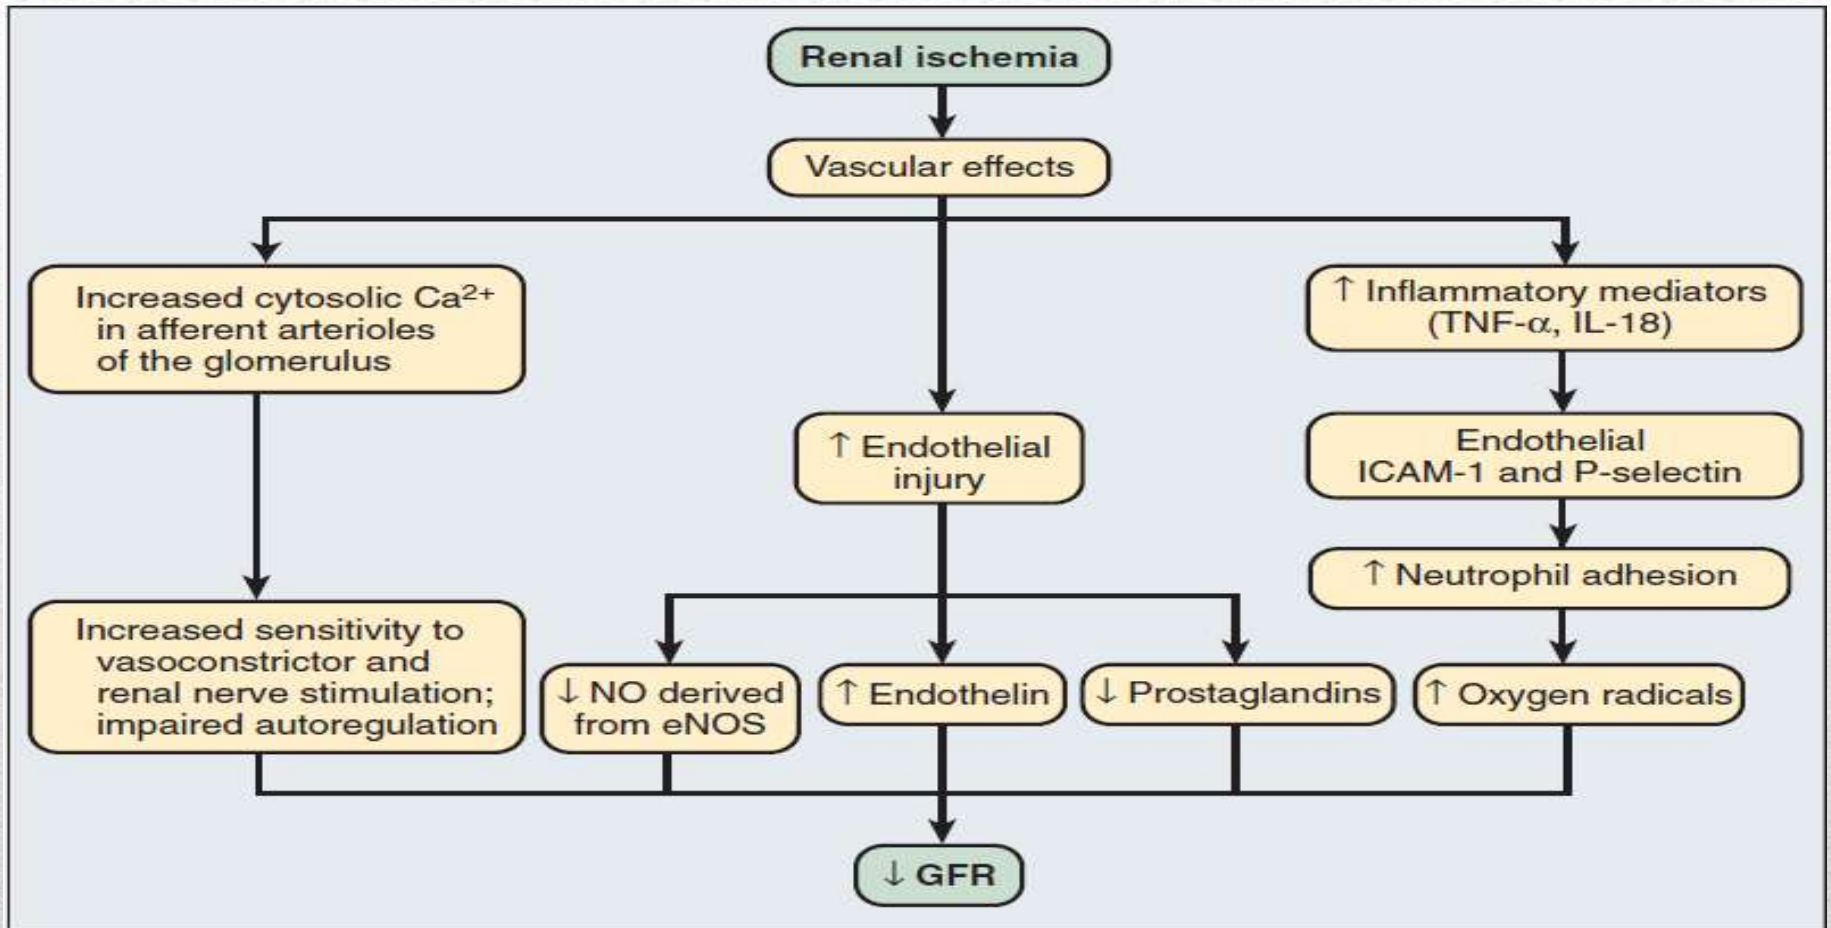 Renal ischemia
Vascular effects
Increased cytosolic Ca²⁺
in afferent arterioles
of the glomerulus
↑ Inflammatory mediators
(TNF-α, IL-18)
↑ Endothelial
injury
Endothelial
ICAM-1 and P-selectin
↑ Neutrophil adhesion
Increased sensitivity to
vasoconstrictor and
renal nerve stimulation;
impaired autoregulation
↓ NO derived
from eNOS
↑ Endothelin
↓ Prostaglandins
↑ Oxygen radicals
↓ GFR